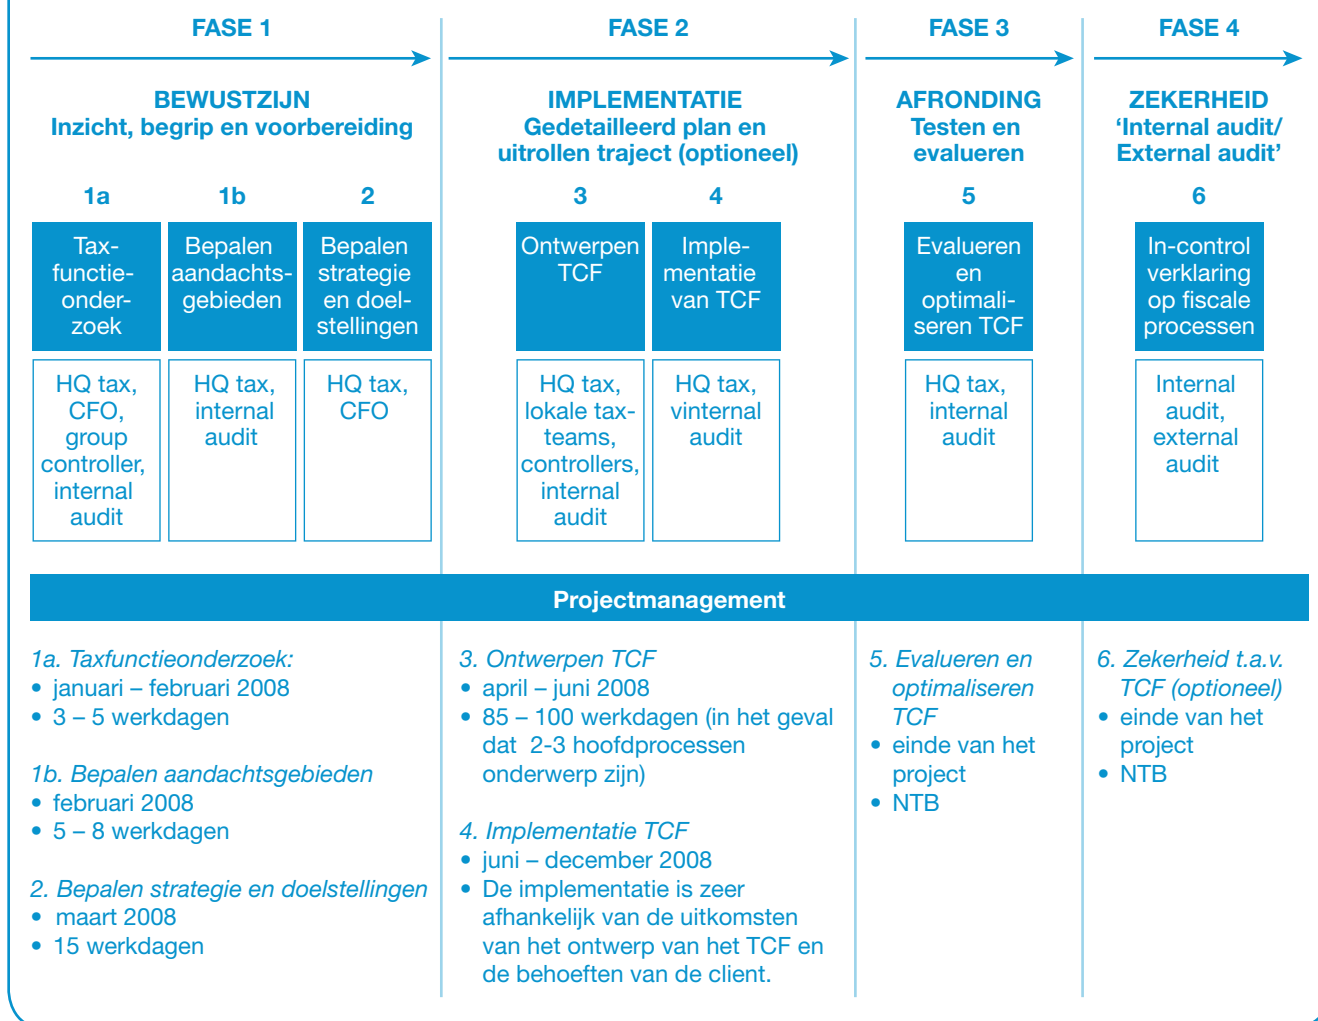 FASE 1
BEWUSTZIJN
Inzicht, begrip en voorbereiding
1a
Tax-
functie-
onder-
zoek
HQ tax,
CFO,
group
controller,
internal
audit
1b
Bepalen
aandachts-
gebieden
HQ tax,
internal
audit
2
Bepalen
strategie
en doel-
stellingen
HQ tax,
CFO
FASE 2
IMPLEMENTATIE
Gedetailleerd plan en
uitrollen traject (optioneel)
3
Ontwerpen
TCF
HQ tax,
lokale tax-
teams,
controllers,
internal
audit
4
Imple-
mentatie
van TCF
HQ tax,
vinternal
audit
FASE 3
AFRONDING
Testen en
evalueren
5
Evalueren
en
optimali-
seren TCF
HQ tax,
internal
audit
FASE 4
ZEKERHEID
‘Internal audit/
External audit’
6
In-control
verklaring
op fiscale
processen
Internal
audit,
external
audit
Projectmanagement
1a. Taxfunctieonderzoek:
• januari – februari 2008
• 3 – 5 werkdagen
1b. Bepalen aandachtsgebieden
• februari 2008
• 5 – 8 werkdagen
2. Bepalen strategie en doelstellingen
• maart 2008
• 15 werkdagen
3. Ontwerpen TCF
• april – juni 2008
• 85 – 100 werkdagen (in het geval
dat 2-3 hoofdprocessen
onderwerp zijn)
4. Implementatie TCF
• juni – december 2008
• De implementatie is zeer
afhankelijk van de uitkomsten
van het ontwerp van het TCF en
de behoeften van de client.
5. Evalueren en
optimaliseren
TCF
• einde van het
project
• NTB
6. Zekerheid t.a.v.
TCF (optioneel)
• einde van het
project
• NTB